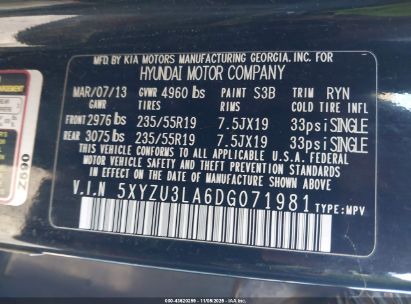 MFD BY KIA MOTORS MANUFACTURING GEORGIA. INC. FOR
HYUNDAI MOTOR COMPANY
MAR/07/13 GVWR 4960 lbs PAINT S3B TRIM RYN
GAWR TIRES RIMS COLD TIRE INFL
FRONT 2976 lbs 235/55R19 7.5JX19 33psi SINGLE
REAR 3075 lbs 235/55R19 7.5JX19 33psi SINGLE
THIS VEHICLE CONFORMS TO ALL APPLICABLE U.S. FEDERAL MOTOR
VEHICLE SAFETY AND THEFT PREVENTION STANDARDS IN EFFECT
ON THE DATE OF MANUFACTURE SHOWN ABOVE.
V.I.N 5XYZU3LA6DG071981 TYPE: MPV
Z690